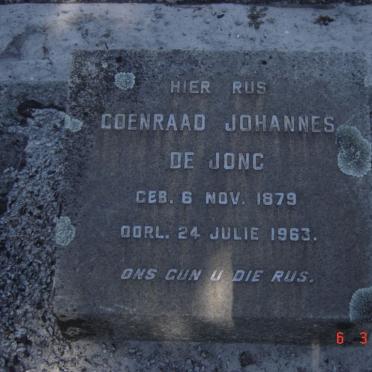 HIER RUS
COENRAAD JOHANNES
DE JONG
GEB. 6 NOV. 1879
OORL. 24 JULIE 1963.
ONS GUN U DIE RUS.
6 3